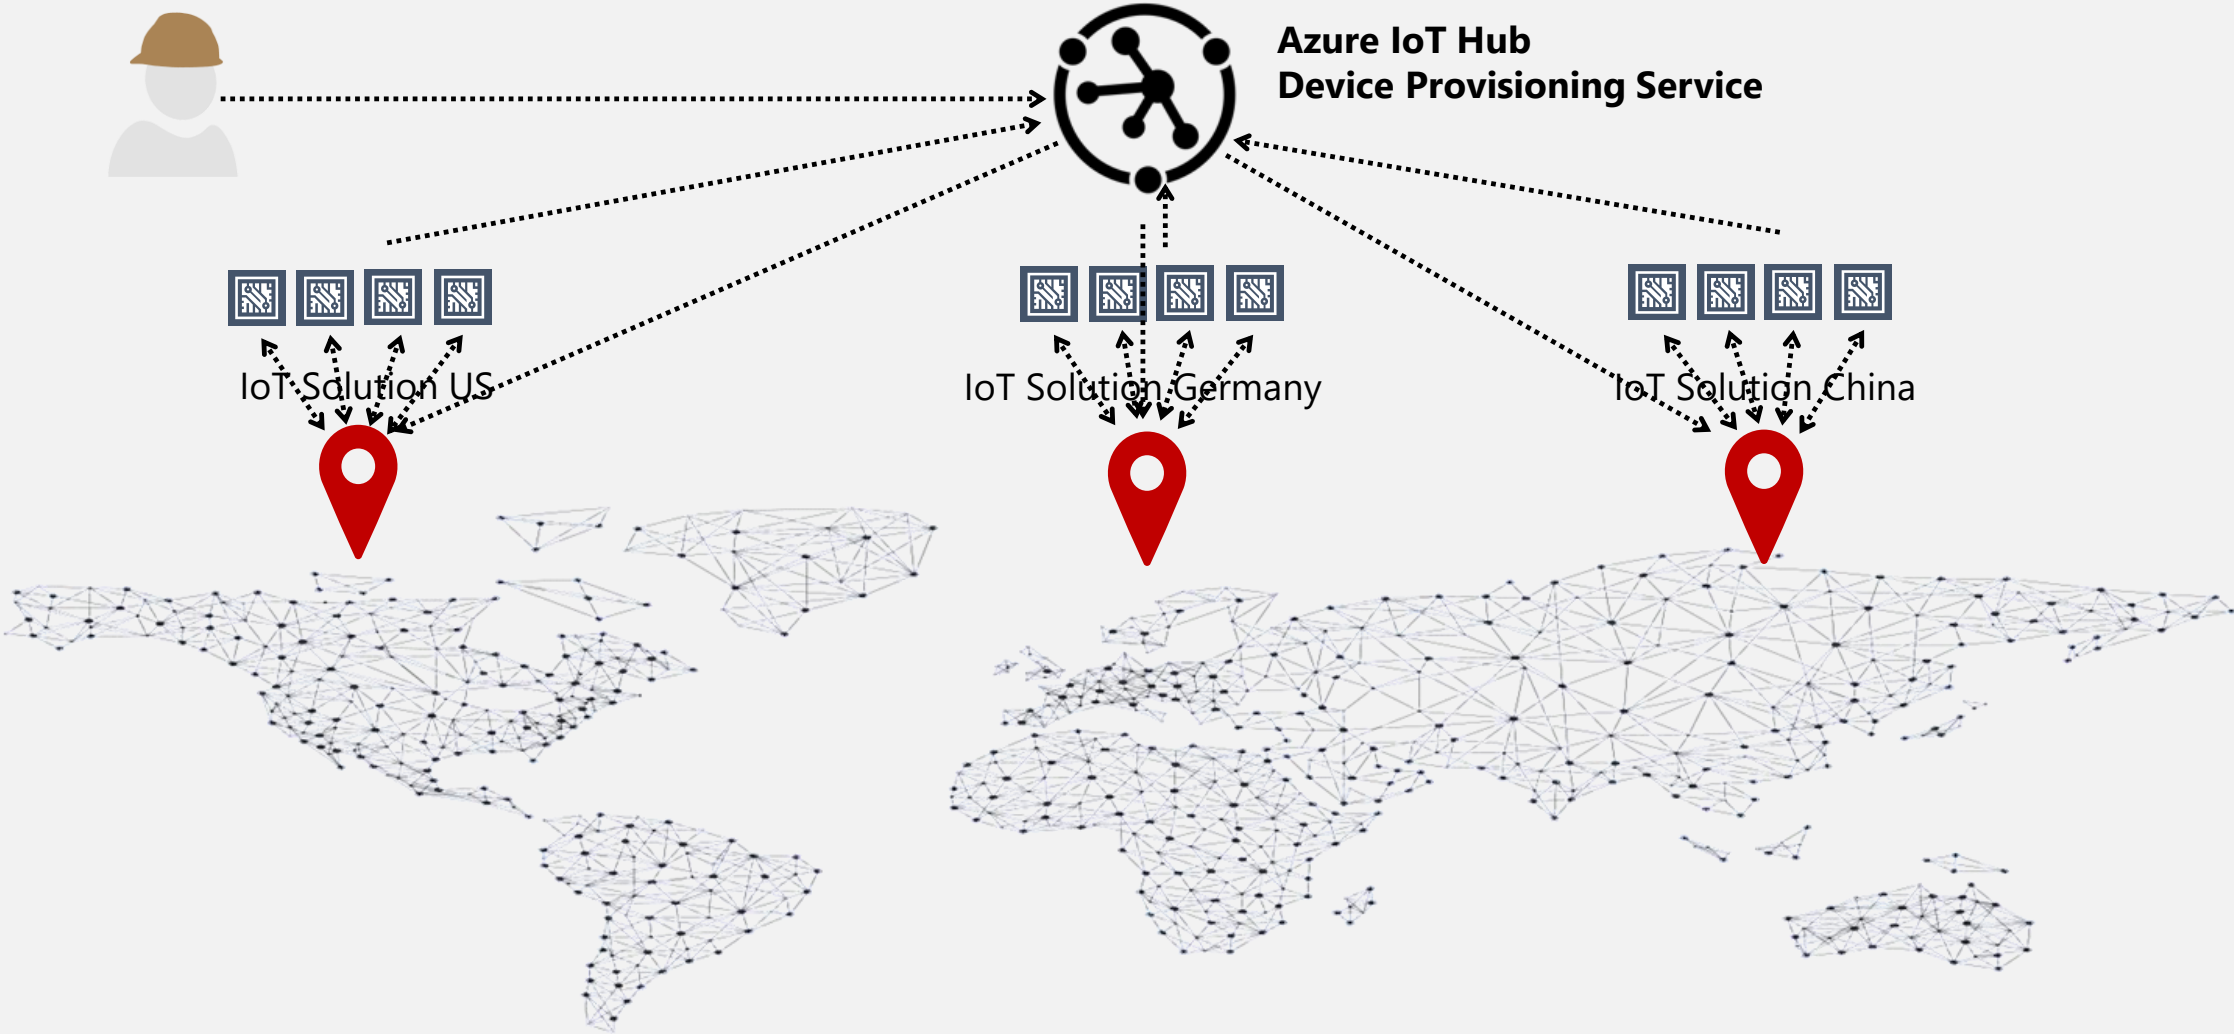 Azure IoT Hub
Device Provisioning Service
IoT Solution US
IoT Solution Germany
IoT Solution China